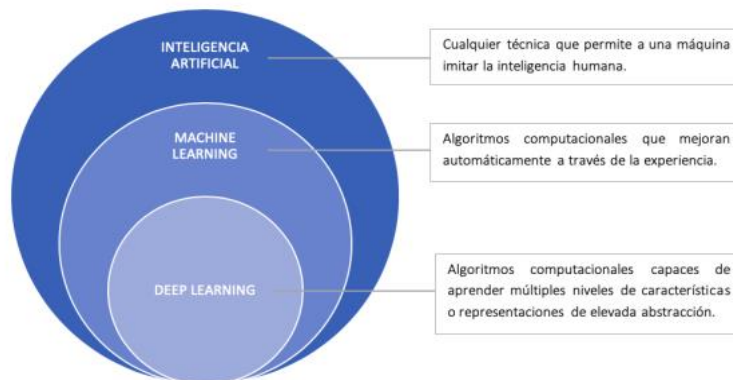 INTELIGENCIA
ARTIFICIAL
Cualquier técnica que permite a una máquina
imitar la inteligencia humana.
MACHINE
LEARNING
Algoritmos computacionales que mejoran
automáticamente a través de la experiencia.
DEEP LEARNING
Algoritmos computacionales capaces de
aprender múltiples niveles de características
o representaciones de elevada abstracción.